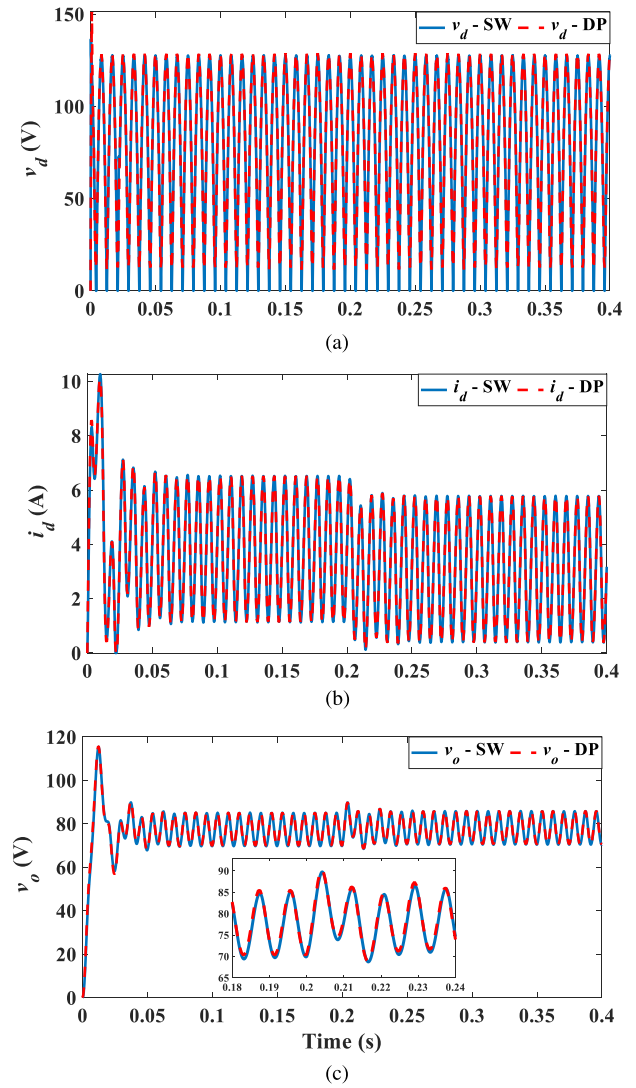 150
100
50
0
v_d (V)
v_d - SW v_d - DP
0 0.05 0.1 0.15 0.2 0.25 0.3 0.35 0.4
(a)
10
8
6
4
2
0
i_d (A)
i_d - SW i_d - DP
0 0.05 0.1 0.15 0.2 0.25 0.3 0.35 0.4
(b)
120
100
80
60
40
20
0
v_o (V)
v_o - SW v_o - DP
90
85
80
75
70
65
0.18 0.19 0.2 0.21 0.22 0.23 0.24
0 0.05 0.1 0.15 0.2 0.25 0.3 0.35 0.4
Time (s)
(c)